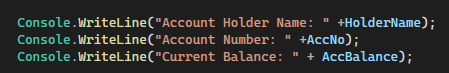 Console.WriteLine("Account Holder Name: " +HolderName);
Console.WriteLine("Account Number: " +AccNo);
Console.WriteLine("Current Balance: " + AccBalance);